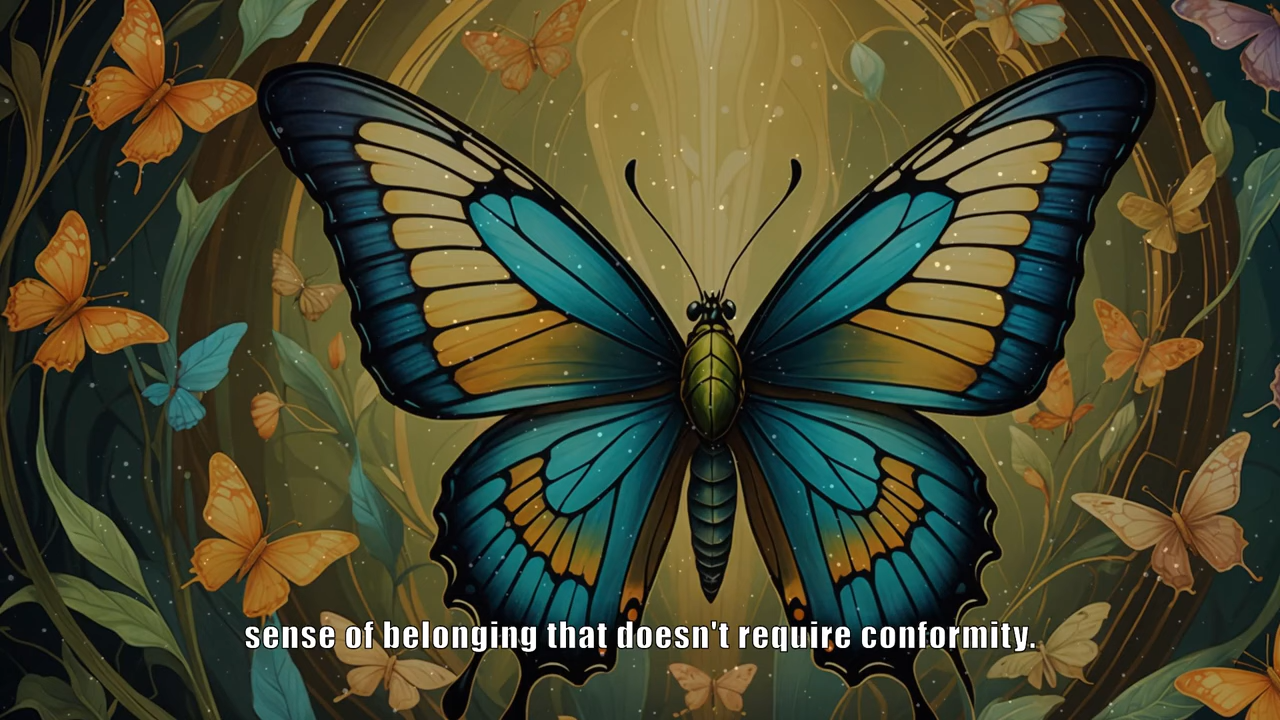 sense of belonging that doesn't require conformity.